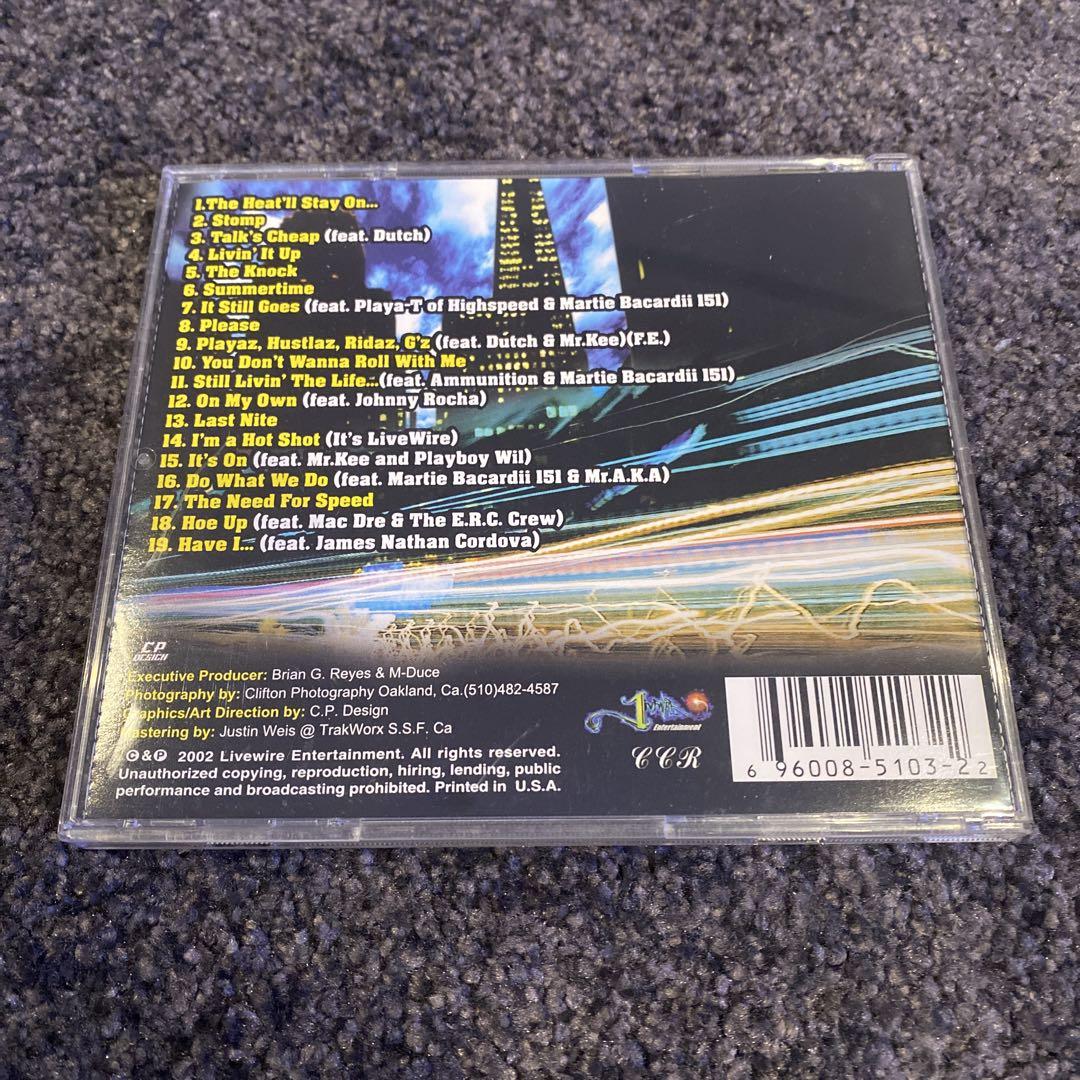 1.The Heat'll Stay On...
2. Stomp
3. Talk's Cheap (feat. Dutch)
4. Livin' It Up
5. The Knock
6. Summertime
7. It Still Goes (feat. Playa-T of Highspeed & Martie Bacardii 151)
8. Please
9. Playaz, Hustlaz, Ridaz, G'z (feat. Dutch & Mr.Kee)(F.E.)
10. You Don't Wanna Roll With Me
11. Still Livin' The Life...(feat. Ammunition & Martie Bacardii 151)
12. On My Own (feat. Johnny Rocha)
13. Last Nite
14. I'm a Hot Shot (It's LiveWire)
15. It's On (feat. Mr.Kee and Playboy Wil)
16. Do What We Do (feat. Martie Bacardii 151 & Mr.A.K.A)
17. The Need For Speed
18. Hoe Up (feat. Mac Dre & The E.R.C. Crew)
19. Have I... (feat. James Nathan Cordova)
CP
DESIGN
Executive Producer: Brian G. Reyes & M-Duce
Photography by: Clifton Photography Oakland, Ca.(510)482-4587
Graphics/Art Direction by: C.P. Design
Mastering by: Justin Weis @ TrakWorx S.S.F. Ca
©&℗ 2002 Livewire Entertainment. All rights reserved.
Unauthorized copying, reproduction, hiring, lending, public
performance and broadcasting prohibited. Printed in U.S.A.
Entertainment
CCR
6 96008-5103-2 2